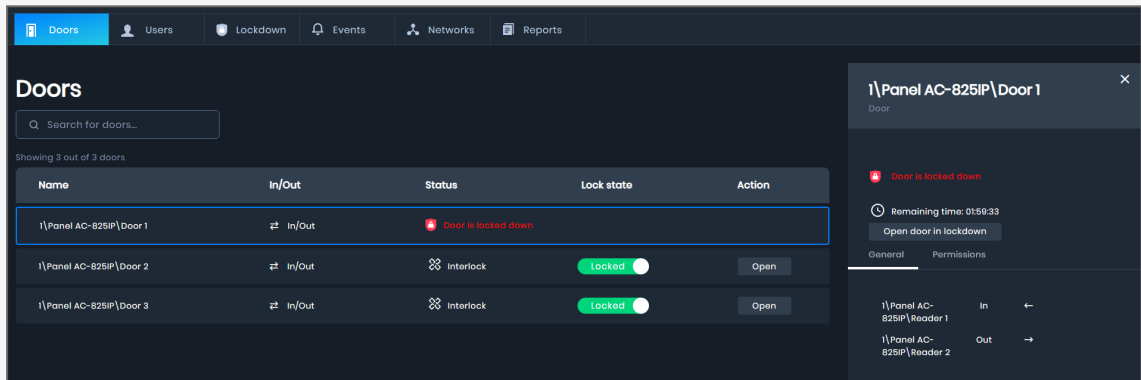 Doors Users Lockdown Events Networks Reports
Doors
Search for doors...
Showing 3 out of 3 doors
Name In/Out Status Lock state Action
1\Panel AC-825IP\Door 1 In/Out Door is locked down
1\Panel AC-825IP\Door 2 In/Out Interlock Locked Open
1\Panel AC-825IP\Door 3 In/Out Interlock Locked Open
1\Panel AC-825IP\Door 1
Door
Door is locked down
Remaining time: 01:59:33
Open door in lockdown
General Permissions
1\Panel AC- In ←
825IP\Reader 1
1\Panel AC- Out →
825IP\Reader 2